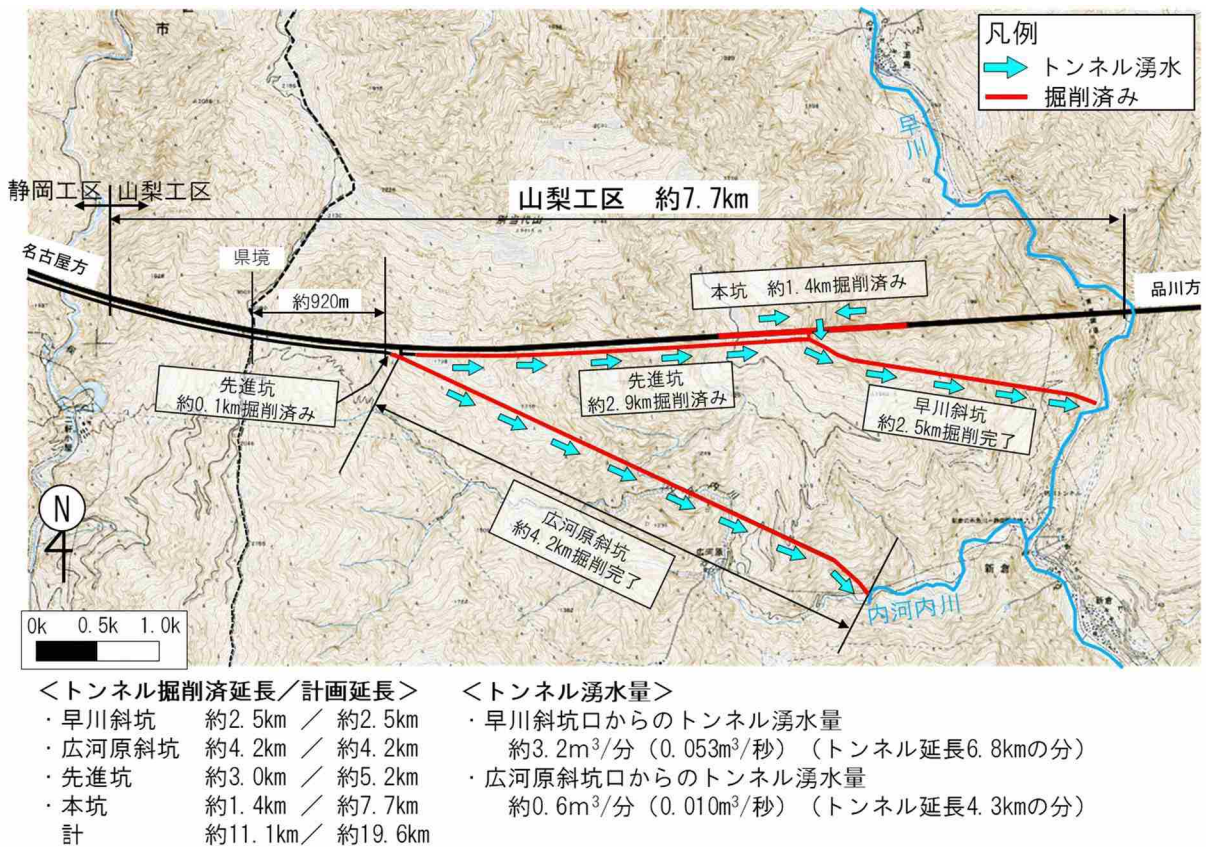 市
凡例
トンネル湧水
掘削済み
早川
静岡工区
山梨工区
山梨工区 約7.7km
名古屋方
県境
約920m
本坑 約1.4km掘削済み
品川方
先進坑
約0.1km掘削済み
先進坑
約2.9km掘削済み
早川斜坑
約2.5km掘削完了
広河原斜坑
約4.2km掘削完了
内川
広河原
新倉
内河内川
新倉
N
0k 0.5k 1.0k
＜トンネル掘削済延長／計画延長＞
・早川斜坑 約2.5km ／ 約2.5km
・広河原斜坑 約4.2km ／ 約4.2km
・先進坑 約3.0km ／ 約5.2km
・本坑 約1.4km ／ 約7.7km
計 約11.1km／ 約19.6km
＜トンネル湧水量＞
・早川斜坑口からのトンネル湧水量
約3.2m³/分（0.053m³/秒）（トンネル延長6.8kmの分）
・広河原斜坑口からのトンネル湧水量
約0.6m³/分（0.010m³/秒）（トンネル延長4.3kmの分）